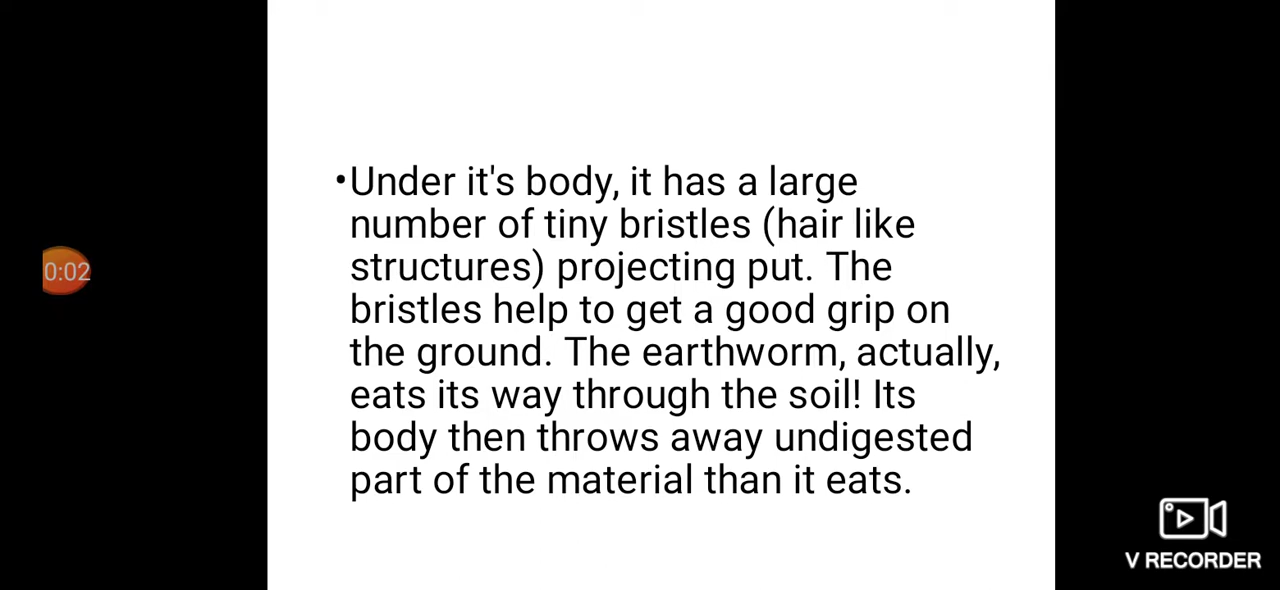 •Under it's body, it has a large
number of tiny bristles (hair like
structures) projecting put. The
bristles help to get a good grip on
the ground. The earthworm, actually,
eats its way through the soil! Its
body then throws away undigested
part of the material than it eats.
0:02
V RECORDER